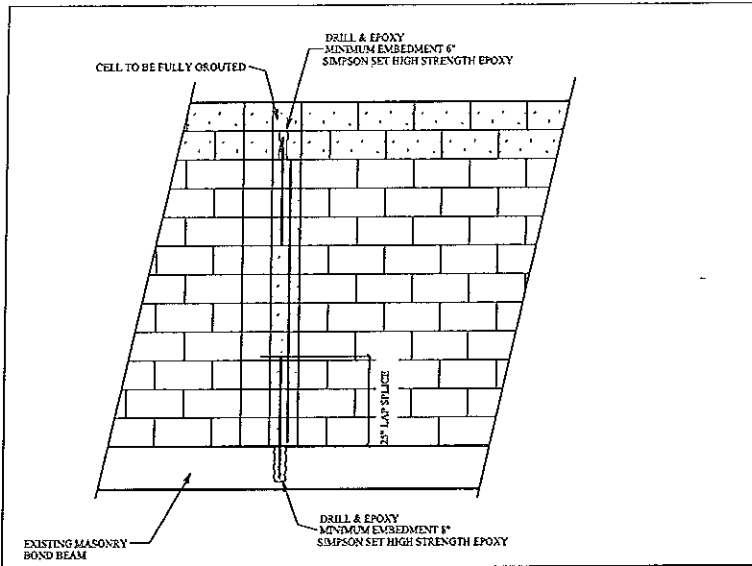 DRILL & EPOXY
MINIMUM EMBEDMENT 6"
SIMPSON SET HIGH STRENGTH EPOXY
CELL TO BE FULLY GROUTED
25" LAP SPLICE
DRILL & EPOXY
MINIMUM EMBEDMENT 8"
SIMPSON SET HIGH STRENGTH EPOXY
EXISTING MASONRY
BOND BEAM